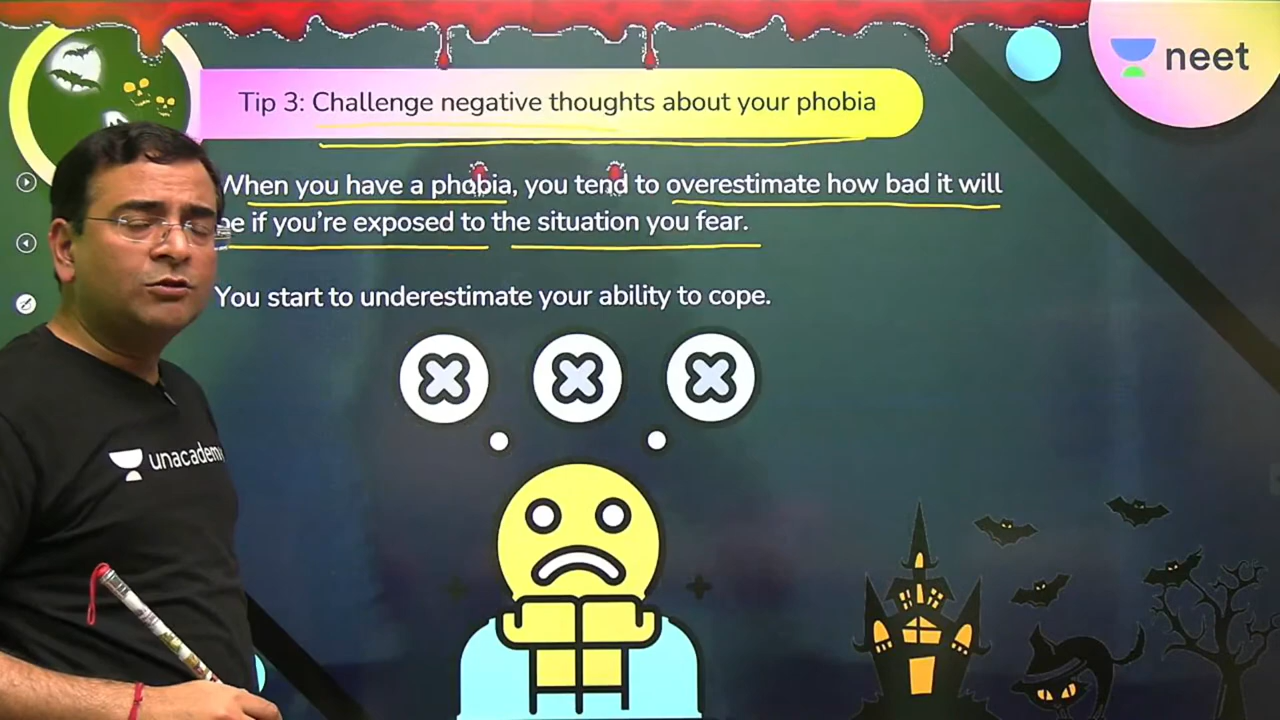 neet
Tip 3: Challenge negative thoughts about your phobia
When you have a phobia, you tend to overestimate how bad it will
be if you're exposed to the situation you fear.
You start to underestimate your ability to cope.
unacademy